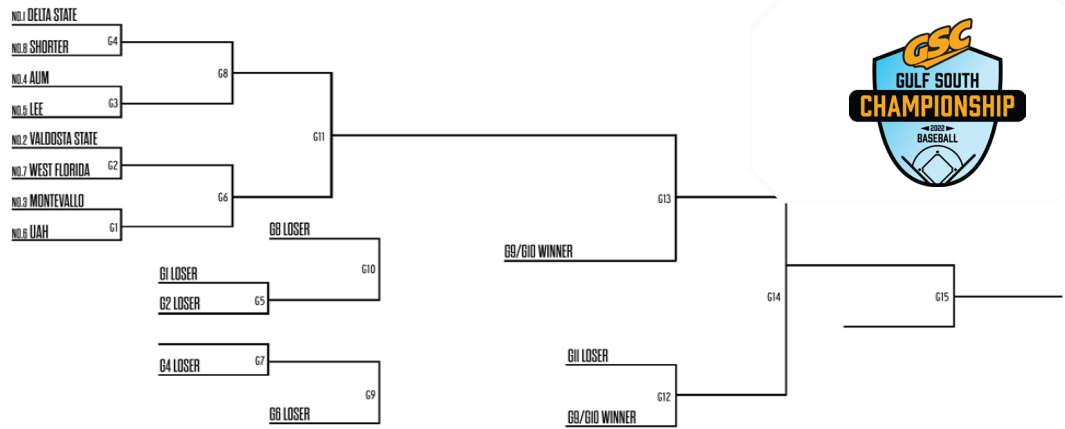 NO.1 DELTA STATE
G4
NO.8 SHORTER
G8
NO.4 AUM
G3
NO.5 LEE
G11
NO.2 VALDOSTA STATE
G2
NO.7 WEST FLORIDA
G6
NO.3 MONTEVALLO
G1
NO.6 UAH
G8 LOSER
G10
G1 LOSER
G5
G2 LOSER
G4 LOSER
G7
G9
G6 LOSER
G13
G9/G10 WINNER
G14
G15
G11 LOSER
G12
G9/G10 WINNER
GSC
GULF SOUTH
CHAMPIONSHIP
2022
BASEBALL